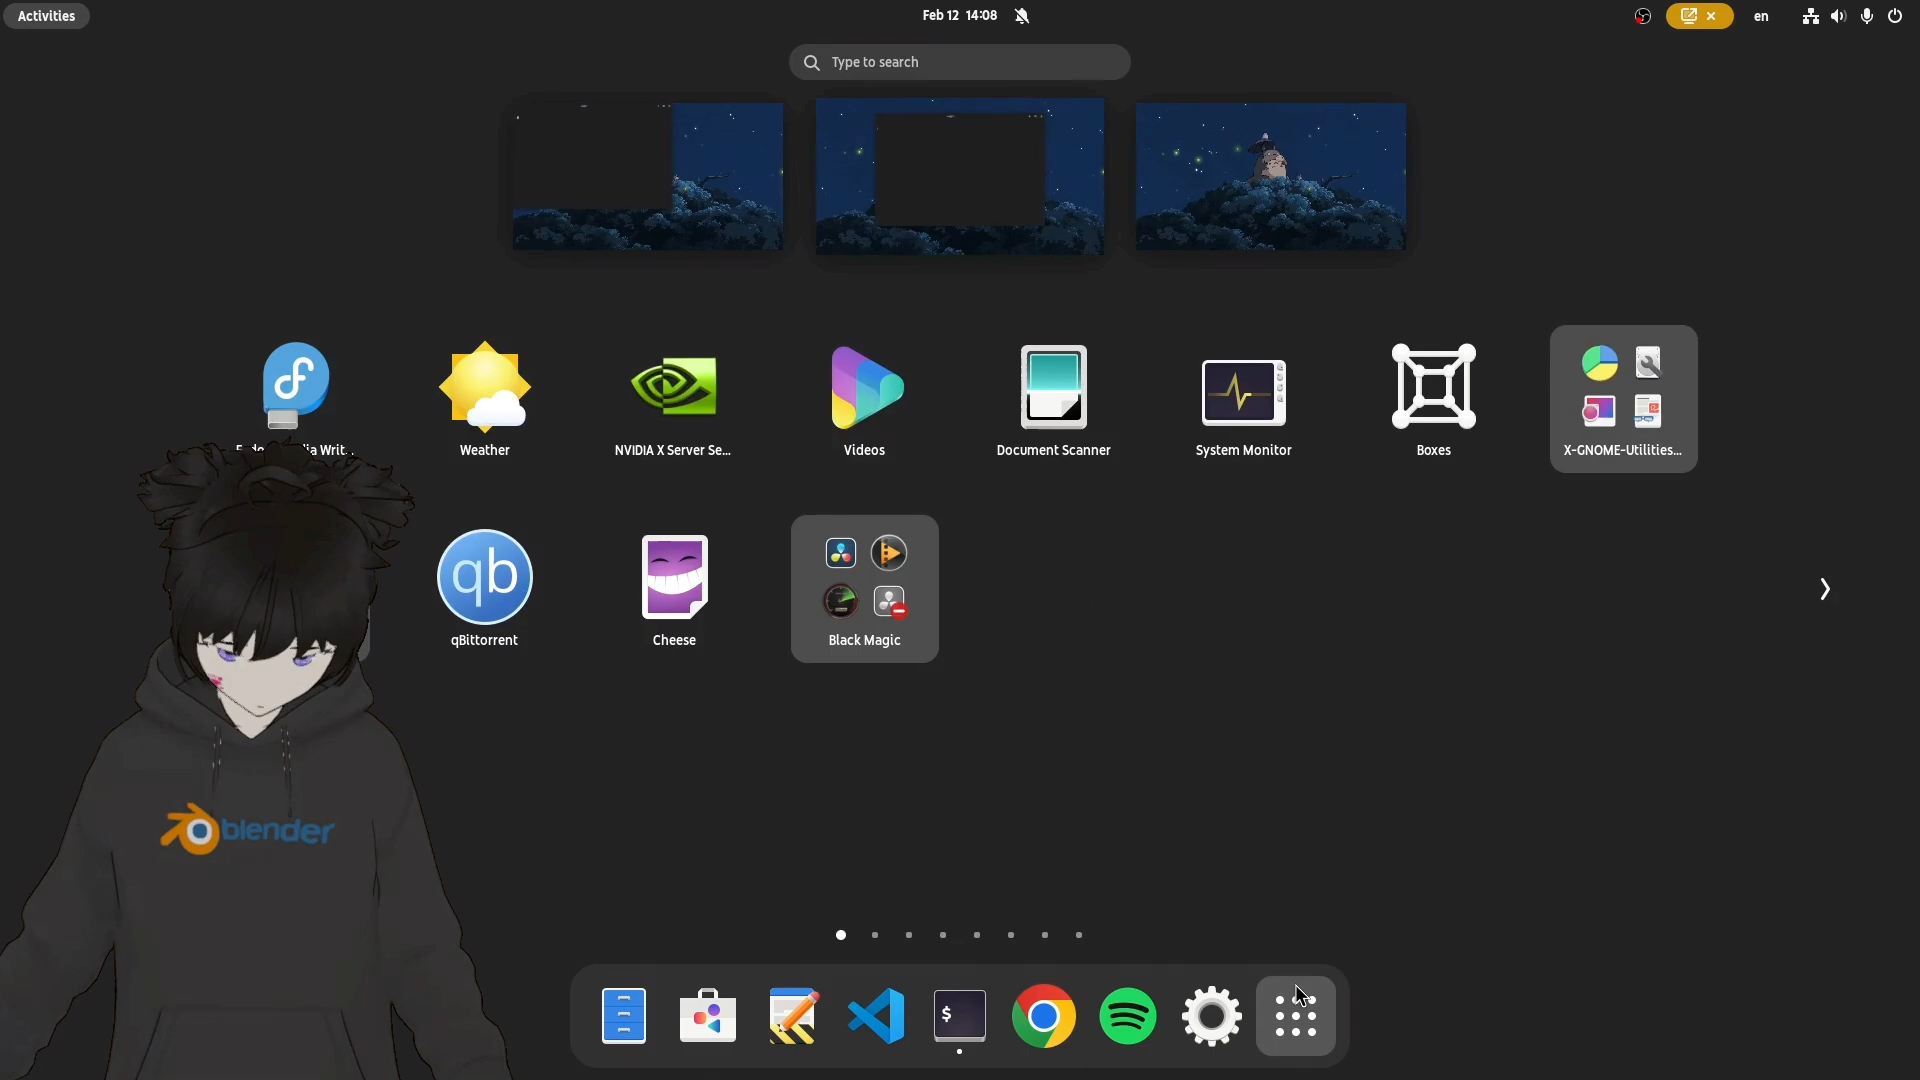 Activities
Feb 12 14:08
en
Type to search
Weather
NVIDIA X Server Se...
Videos
Document Scanner
System Monitor
Boxes
X-GNOME-Utilities...
qb
qBittorrent
Cheese
Black Magic
blender
$